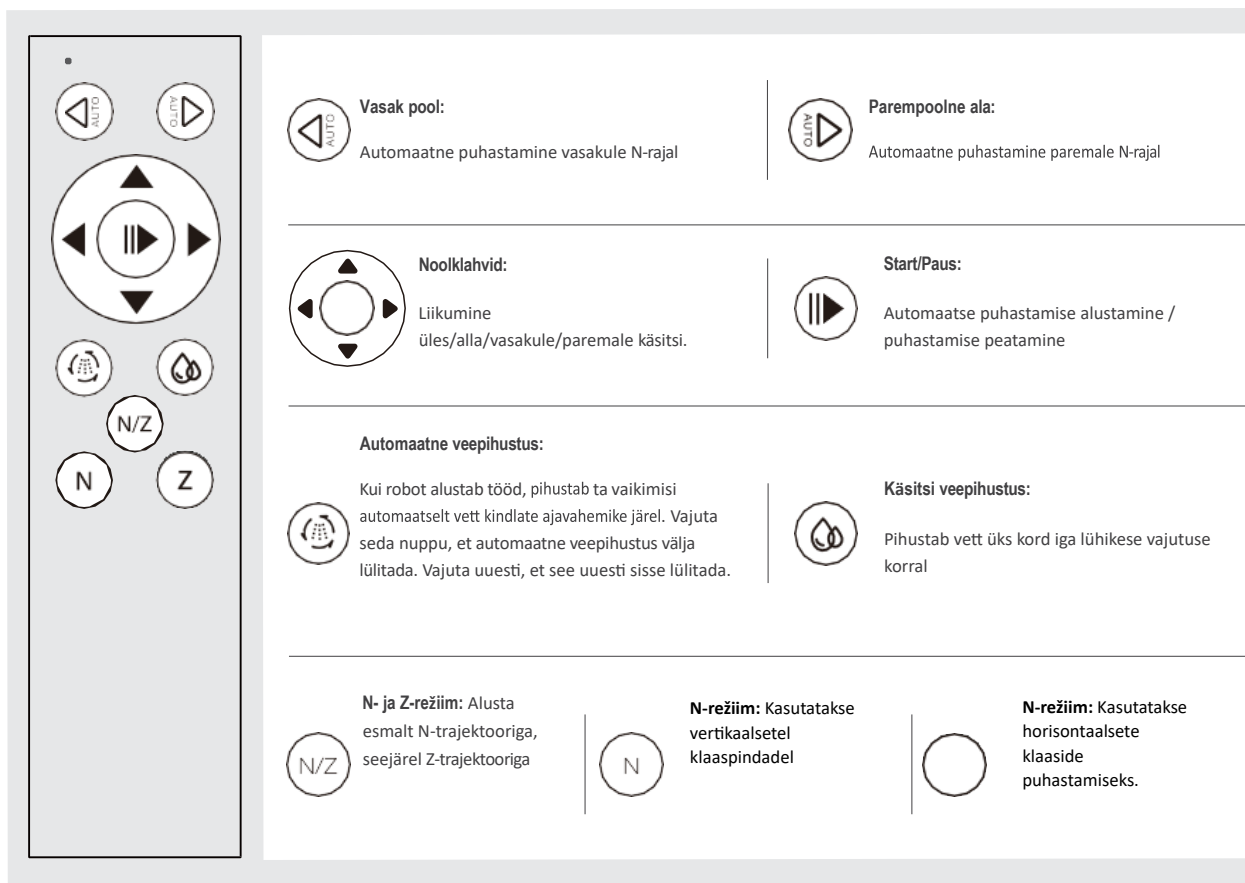 AUTO
AUTO
N/Z
N
Z
AUTO
Vasak pool:
Automaatne puhastamine vasakule N-rajal
AUTO
Parempoolne ala:
Automaatne puhastamine paremale N-rajal
Noolklahvid:
Liikumine
üles/alla/vasakule/paremale käsitsi.
Start/Paus:
Automaatse puhastamise alustamine /
puhastamise peatamine
Automaatne veepihustus:
Kui robot alustab tööd, pihustab ta vaikimisi
automaatselt vett kindlate ajavahemike järel. Vajuta
seda nuppu, et automaatne veepihustus välja
lülitada. Vajuta uuesti, et see uuesti sisse lülitada.
Käsitsi veepihustus:
Pihustab vett üks kord iga lühikese vajutuse
korral
N/Z
N- ja Z-režiim: Alusta
esmalt N-trajektooriga,
seejärel Z-trajektooriga
N
N-režiim: Kasutatakse
vertikaalsetel
klaaspindadel
N-režiim: Kasutatakse
horisontaalsete
klaaside
puhastamiseks.